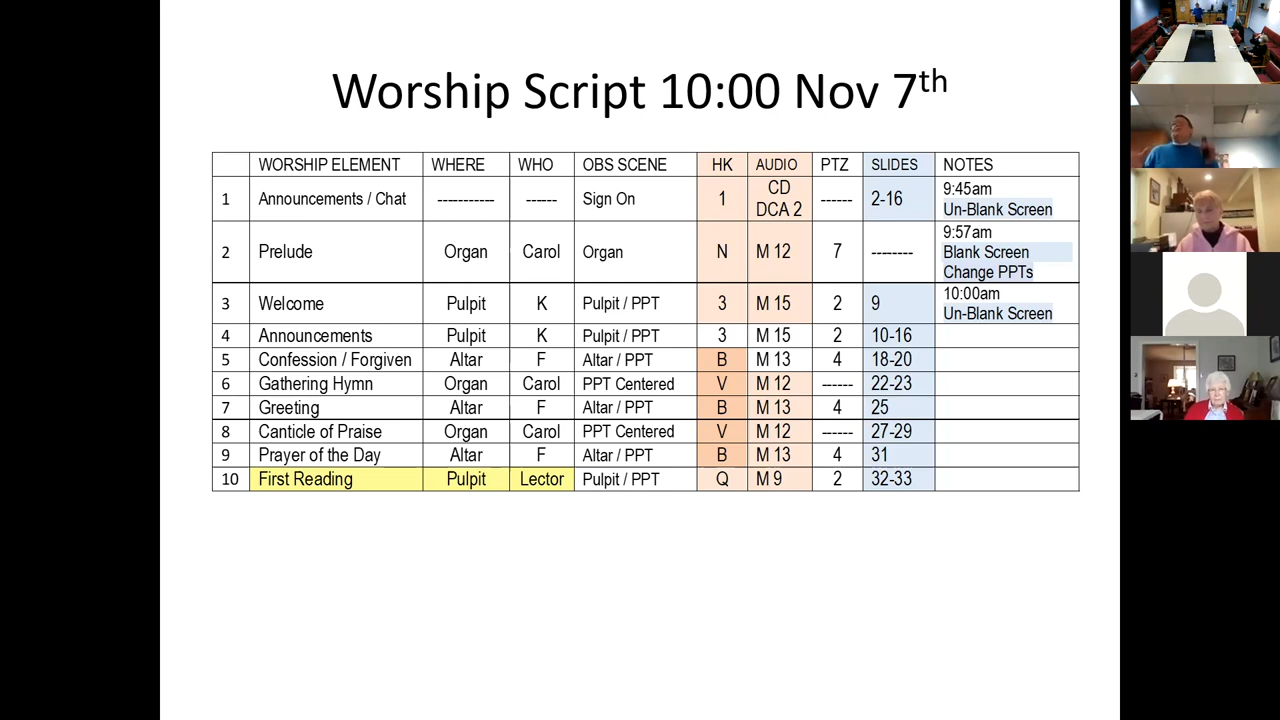 Worship Script 10:00 Nov 7th
WORSHIP ELEMENT WHERE WHO OBS SCENE HK AUDIO PTZ SLIDES NOTES
1 Announcements / Chat ----------- ------ Sign On 1 CD DCA 2 ------ 2-16 9:45am Un-Blank Screen
2 Prelude Organ Carol Organ N M 12 7 -------- 9:57am Blank Screen Change PPTs
3 Welcome Pulpit K Pulpit / PPT 3 M 15 2 9 10:00am Un-Blank Screen
4 Announcements Pulpit K Pulpit / PPT 3 M 15 2 10-16
5 Confession / Forgiven Altar F Altar / PPT B M 13 4 18-20
6 Gathering Hymn Organ Carol PPT Centered V M 12 ------ 22-23
7 Greeting Altar F Altar / PPT B M 13 4 25
8 Canticle of Praise Organ Carol PPT Centered V M 12 ------ 27-29
9 Prayer of the Day Altar F Altar / PPT B M 13 4 31
10 First Reading Pulpit Lector Pulpit / PPT Q M 9 2 32-33